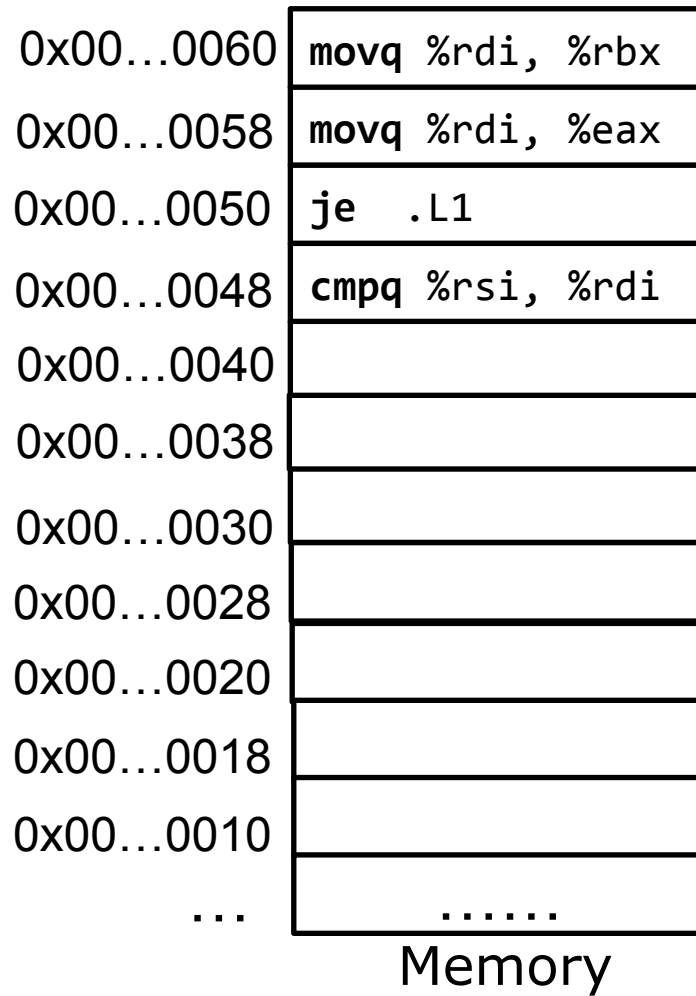 0x00...0060 movq %rdi, %rbx
0x00...0058 movq %rdi, %eax
0x00...0050 je .L1
0x00...0048 cmpq %rsi, %rdi
0x00...0040
0x00...0038
0x00...0030
0x00...0028
0x00...0020
0x00...0018
0x00...0010
... ......
Memory